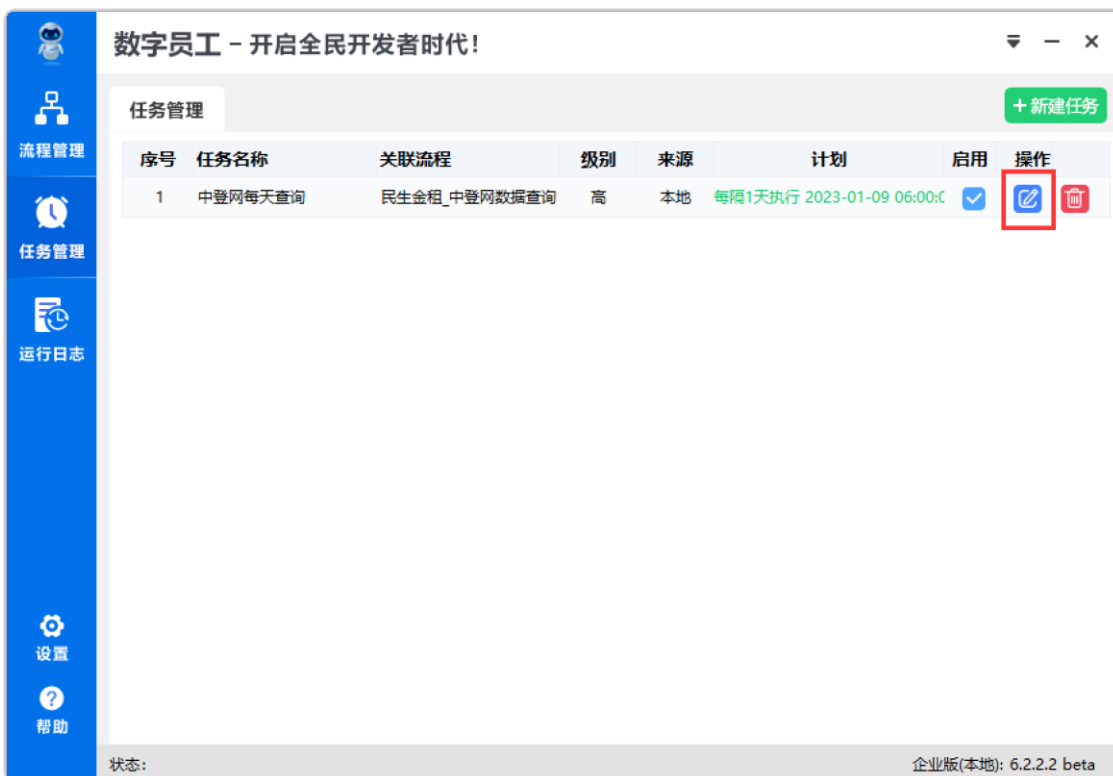 数字员工 - 开启全民开发者时代!
流程管理
任务管理
运行日志
设置
帮助
任务管理
+新建任务
序号 任务名称 关联流程 级别 来源 计划 启用 操作
1 中登网每天查询 民生金租_中登网数据查询 高 本地 每隔1天执行 2023-01-09 06:00:0
状态: 企业版(本地): 6.2.2.2 beta